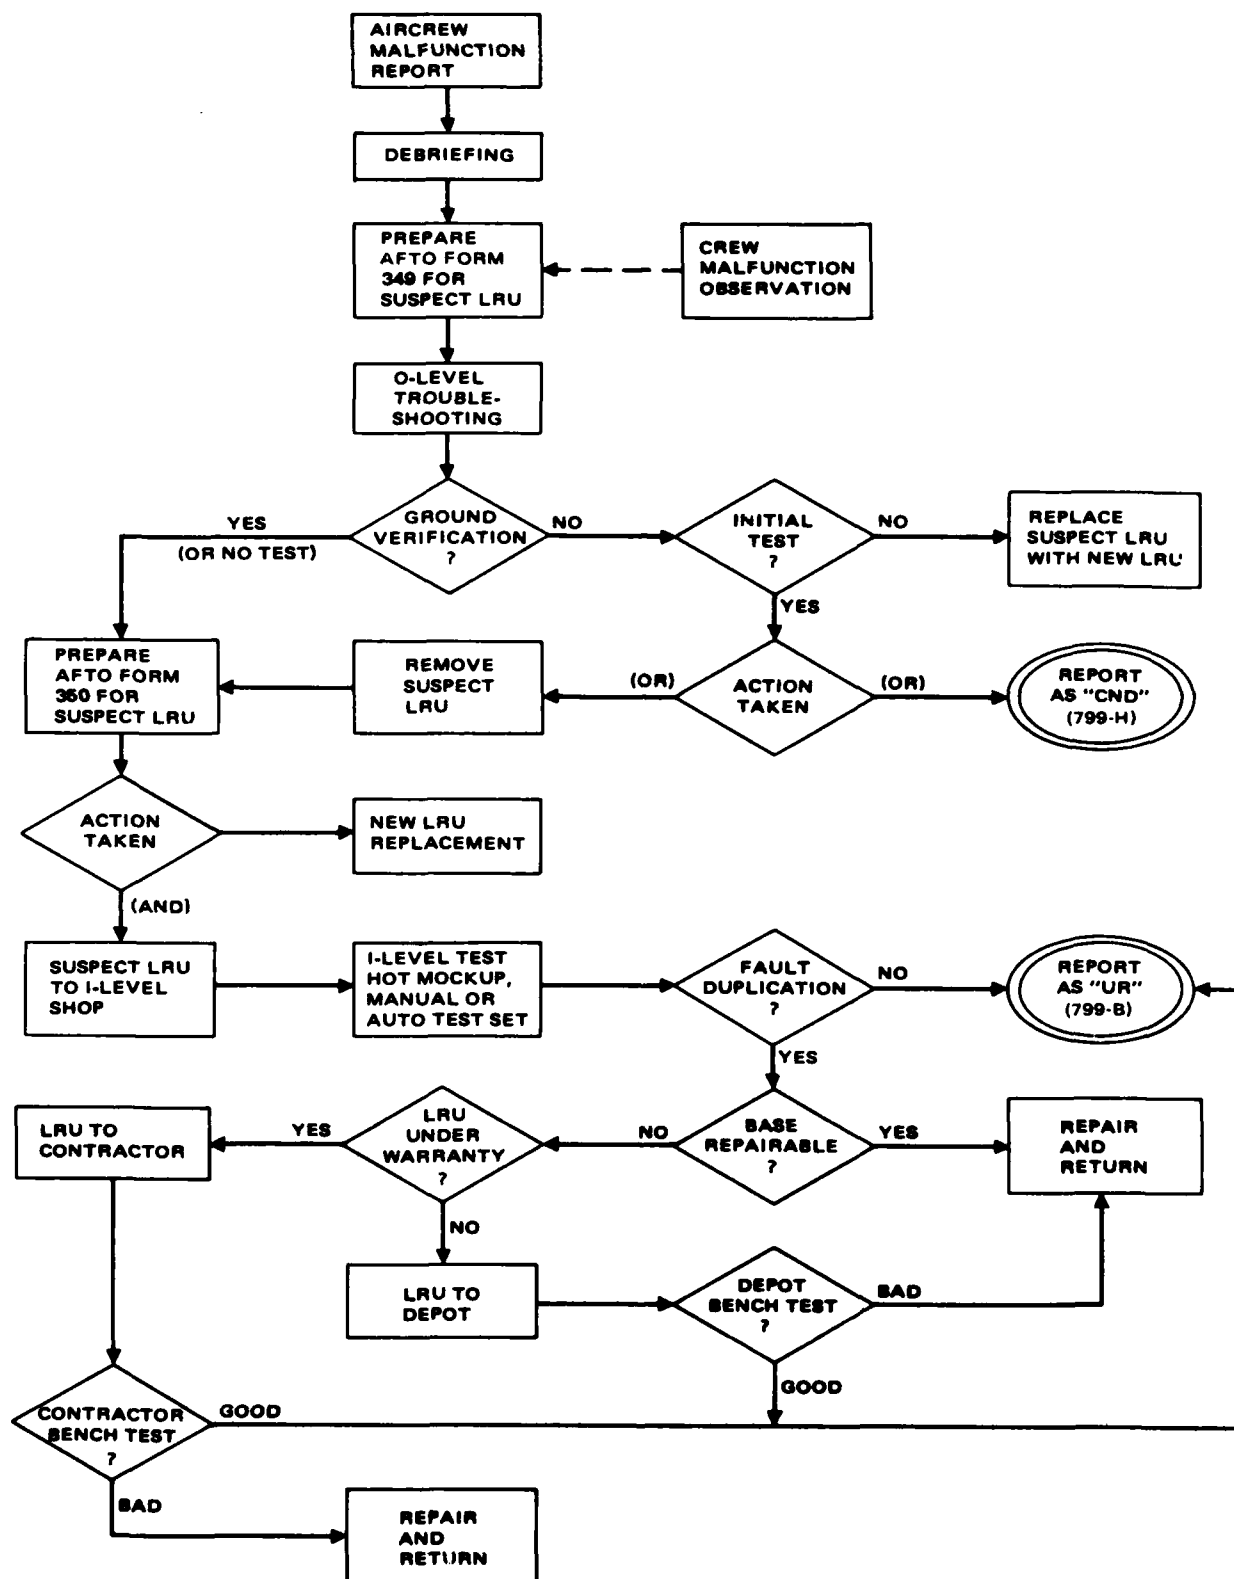 AIRCREW
MALFUNCTION
REPORT
DEBRIEFING
PREPARE
AFTO FORM
349 FOR
SUSPECT LRU
CREW
MALFUNCTION
OBSERVATION
O-LEVEL
TROUBLE-
SHOOTING
GROUND
VERIFICATION
?
YES
(OR NO TEST)
NO
INITIAL
TEST
?
NO
REPLACE
SUSPECT LRU
WITH NEW LRU
YES
PREPARE
AFTO FORM
350 FOR
SUSPECT LRU
REMOVE
SUSPECT
LRU
(OR)
ACTION
TAKEN
(OR)
REPORT
AS "CND"
(799-H)
ACTION
TAKEN
NEW LRU
REPLACEMENT
(AND)
SUSPECT LRU
TO I-LEVEL
SHOP
I-LEVEL TEST
HOT MOCKUP,
MANUAL OR
AUTO TEST SET
FAULT
DUPLICATION
?
NO
REPORT
AS "UR"
(799-B)
YES
LRU TO
CONTRACTOR
YES
LRU
UNDER
WARRANTY
?
NO
BASE
REPAIRABLE
?
YES
REPAIR
AND
RETURN
NO
LRU TO
DEPOT
DEPOT
BENCH TEST
?
BAD
GOOD
CONTRACTOR
BENCH TEST
?
GOOD
BAD
REPAIR
AND
RETURN